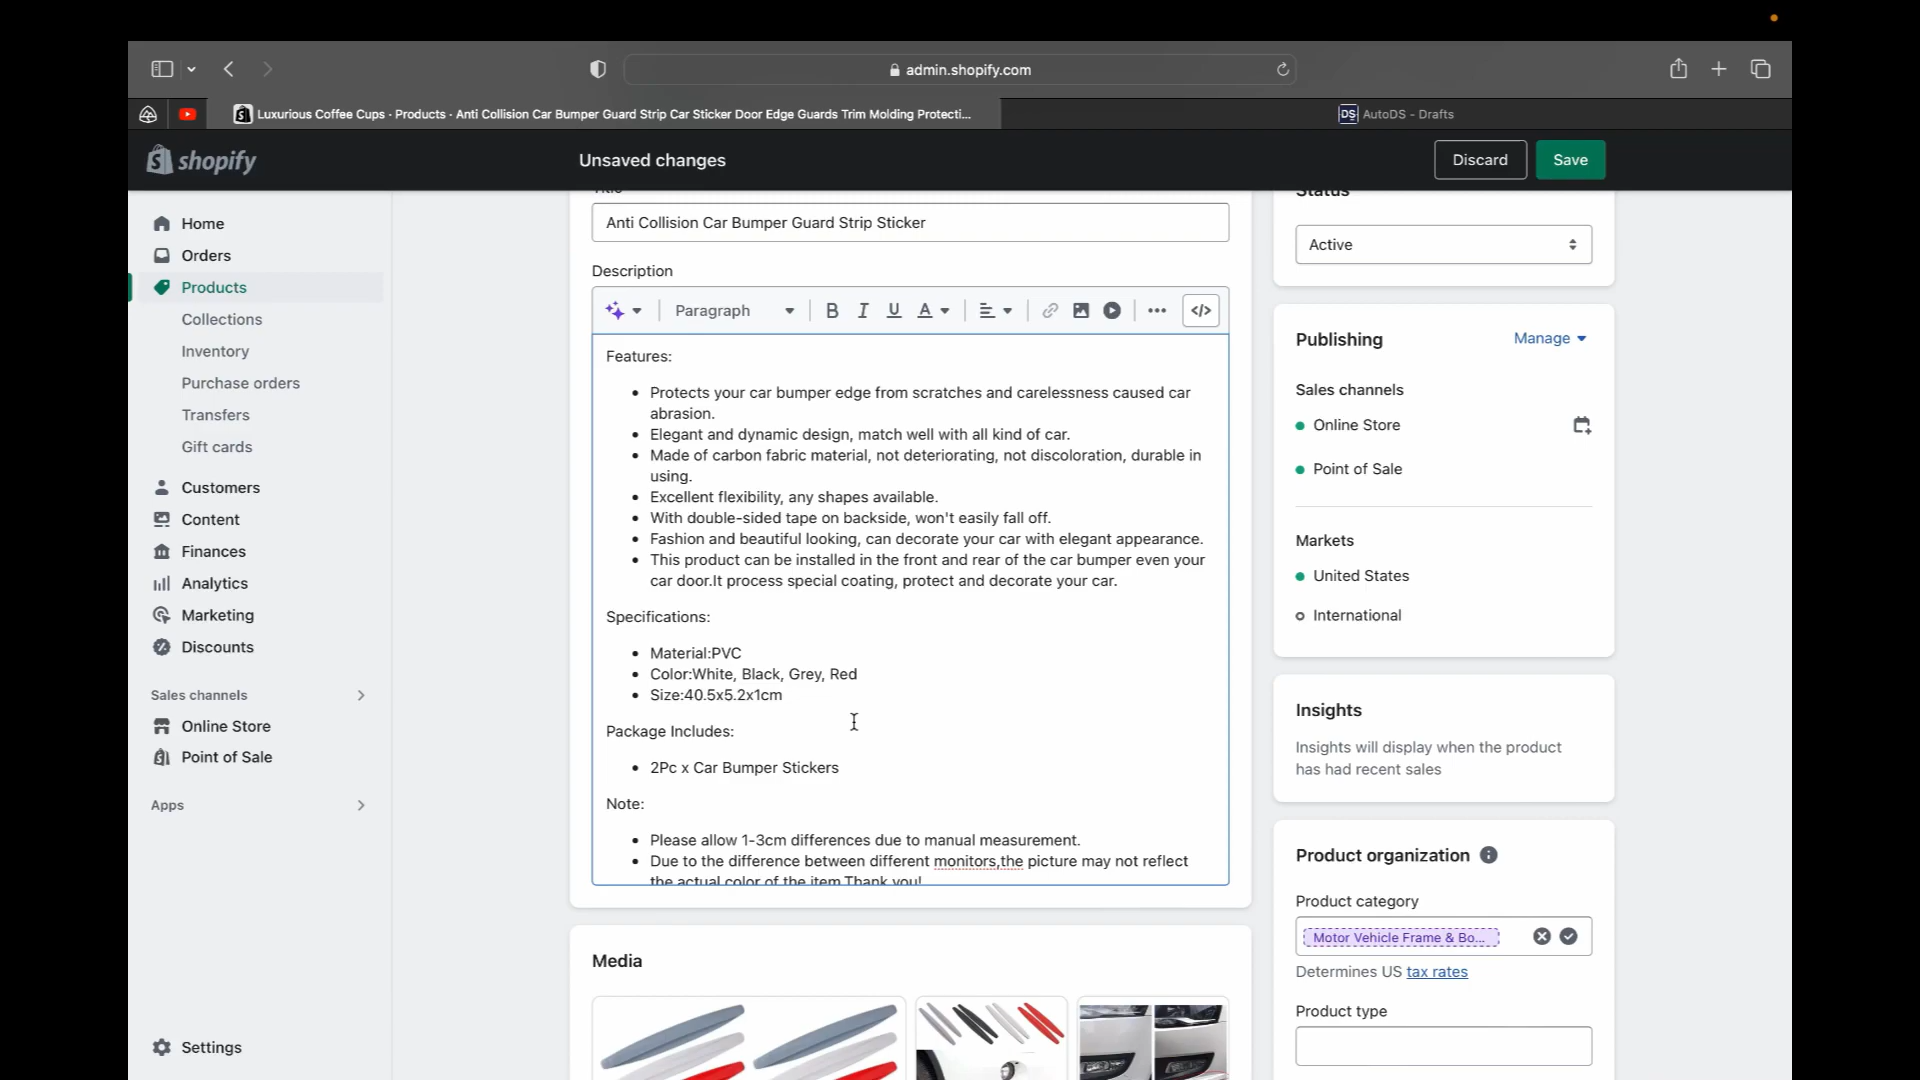 admin.shopify.com
Luxurious Coffee Cups · Products · Anti Collision Car Bumper Guard Strip Car Sticker Door Edge Guards Trim Molding Protecti...
DS AutoDS - Drafts
shopify
Unsaved changes
Discard
Save
Home
Orders
Products
Collections
Inventory
Purchase orders
Transfers
Gift cards
Customers
Content
Finances
Analytics
Marketing
Discounts
Sales channels
Online Store
Point of Sale
Apps
Settings
Title
Anti Collision Car Bumper Guard Strip Sticker
Description
Paragraph
B I U A
</>
Features:
Protects your car bumper edge from scratches and carelessness caused car
abrasion.
Elegant and dynamic design, match well with all kind of car.
Made of carbon fabric material, not deteriorating, not discoloration, durable in
using.
Excellent flexibility, any shapes available.
With double-sided tape on backside, won't easily fall off.
Fashion and beautiful looking, can decorate your car with elegant appearance.
This product can be installed in the front and rear of the car bumper even your
car door.It process special coating, protect and decorate your car.
Specifications:
Material:PVC
Color:White, Black, Grey, Red
Size:40.5x5.2x1cm
Package Includes:
2Pc x Car Bumper Stickers
Note:
Please allow 1-3cm differences due to manual measurement.
Due to the difference between different monitors,the picture may not reflect
the actual color of the item.Thank you!
Media
Status
Active
Publishing
Manage
Sales channels
Online Store
Point of Sale
Markets
United States
International
Insights
Insights will display when the product
has had recent sales
Product organization
Product category
Motor Vehicle Frame & Bo...
Determines US tax rates
Product type